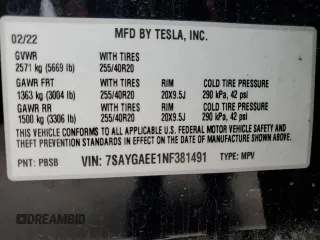 02/22 MFD BY TESLA, INC.
GVWR WITH TIRES
2571 kg (5669 lb) 255/40R20
GAWR FRT WITH TIRES RIM COLD TIRE PRESSURE
1363 kg (3004 lb) 255/40R20 20X9.5J 290 kPa, 42 psi
GAWR RR WITH TIRES RIM COLD TIRE PRESSURE
1500 kg (3306 lb) 255/40R20 20X9.5J 290 kPa, 42 psi
THIS VEHICLE CONFORMS TO ALL APPLICABLE U.S. FEDERAL MOTOR VEHICLE SAFETY
AND THEFT PREVENTION STANDARDS IN EFFECT ON THE DATE OF MANUFACTURE SHOWN
ABOVE.
PNT: PBSB VIN: 7SAYGAEE1NF381491 TYPE: MPV
DREAMBID